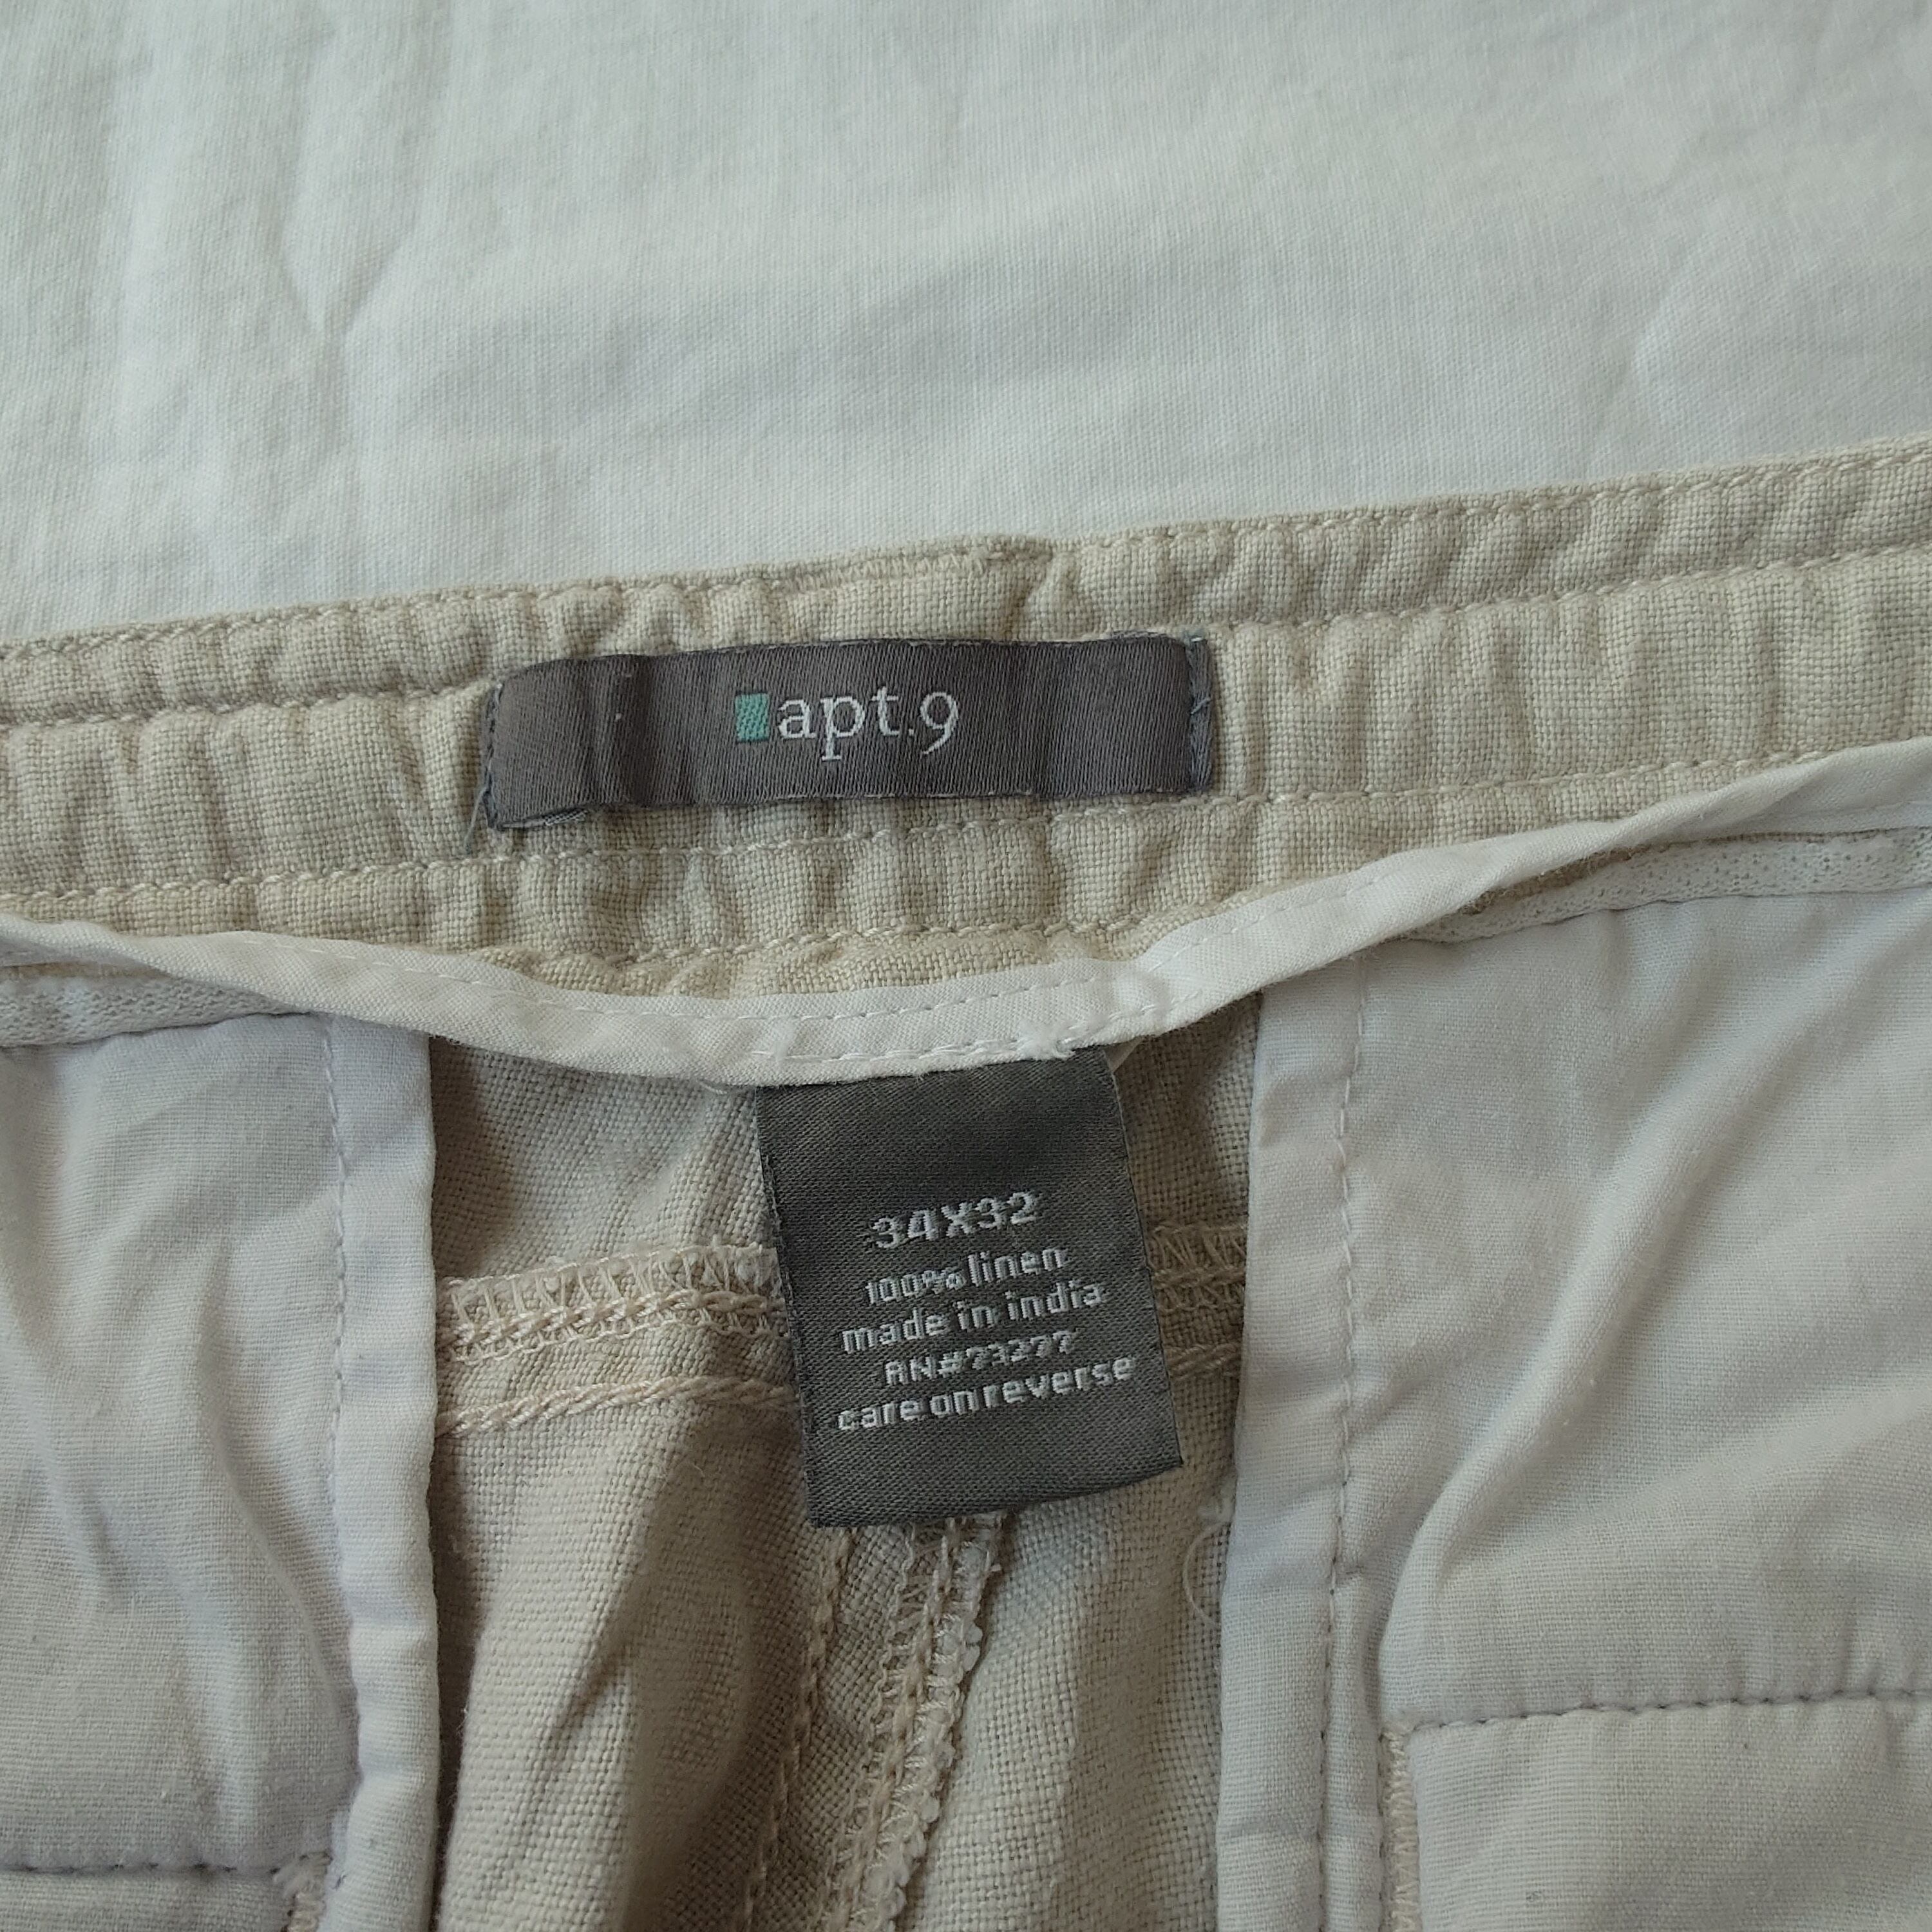 apt.9
34X32
100% linen
made in india
RN#73277
care on reverse